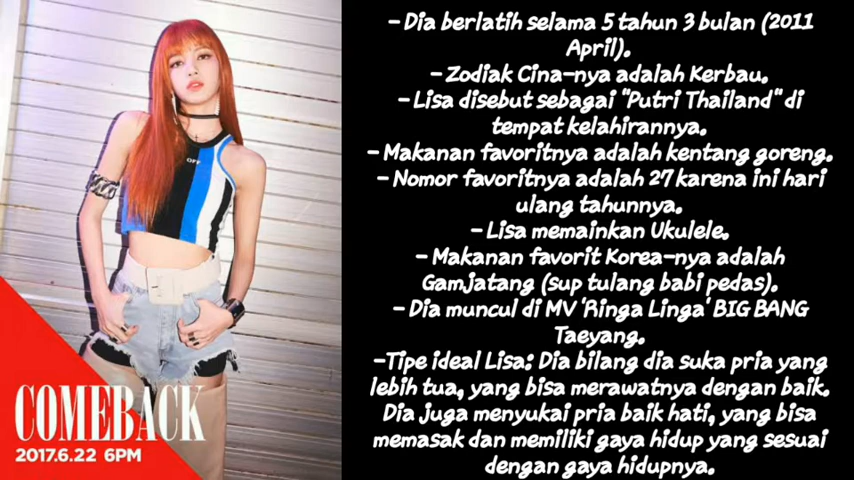 OFF
COMEBACK
2017.6.22 6PM
- Dia berlatih selama 5 tahun 3 bulan (2011
April).
- Zodiak Cina-nya adalah Kerbau.
- Lisa disebut sebagai "Putri Thailand" di
tempat kelahirannya.
- Makanan favoritnya adalah kentang goreng.
- Nomor favoritnya adalah 27 karena ini hari
ulang tahunnya.
- Lisa memainkan Ukulele.
- Makanan favorit Korea-nya adalah
Gamjatang (sup tulang babi pedas).
- Dia muncul di MV 'Ringa Linga' BIG BANG
Taeyang.
-Tipe ideal Lisa: Dia bilang dia suka pria yang
lebih tua, yang bisa merawatnya dengan baik.
Dia juga menyukai pria baik hati, yang bisa
memasak dan memiliki gaya hidup yang sesuai
dengan gaya hidupnya.